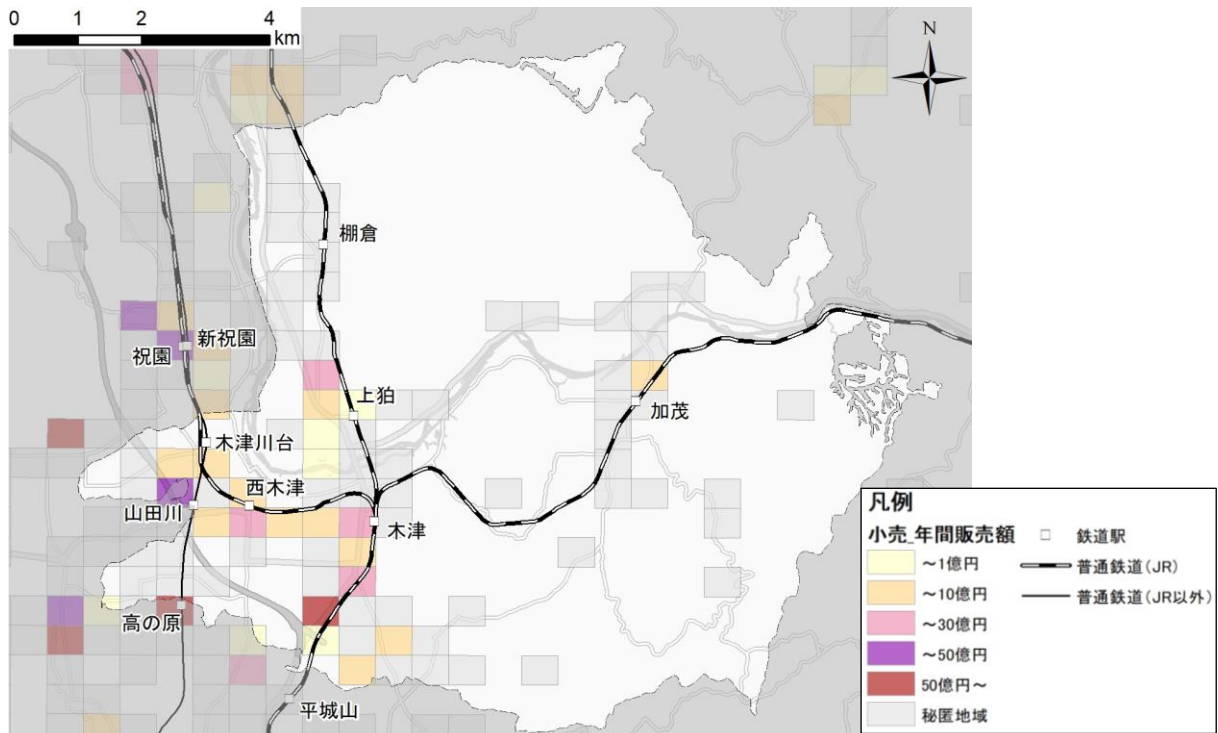 0 1 2 4
km
N
棚倉
新祝園
祝園
上狛
加茂
木津川台
西木津
山田川
木津
高の原
平城山
凡例
小売_年間販売額
～1億円
～10億円
～30億円
～50億円
50億円～
秘匿地域
鉄道駅
普通鉄道(JR)
普通鉄道(JR以外)